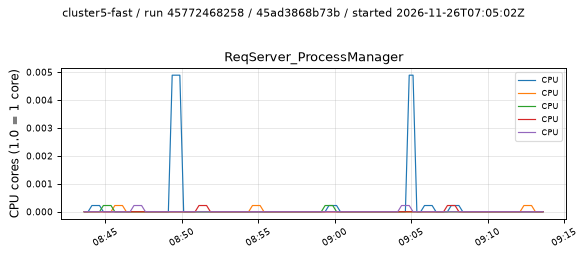 cluster5-fast / run 45772468258 / 45ad3868b73b / started 2026-11-26T07:05:02Z
ReqServer_ProcessManager
CPU cores (1.0 = 1 core)
0.005
0.004
0.003
0.002
0.001
0.000
CPU
CPU
CPU
CPU
CPU
08:45
08:50
08:55
09:00
09:05
09:10
09:15